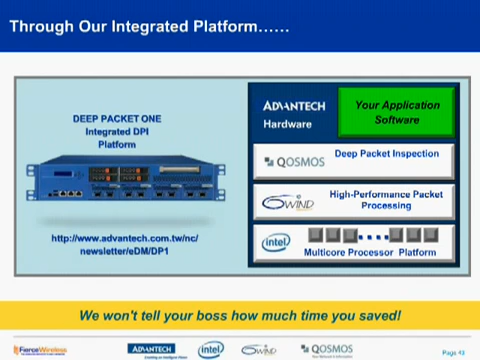 Through Our Integrated Platform......
DEEP PACKET ONE
Integrated DPI
Platform
http://www.advantech.com.tw/nc/
newsletter/eDM/DP1
ADVANTECH
Hardware
Your Application
Software
QOSMOS
Deep Packet Inspection
6WIND
High-Performance Packet
Processing
intel
Multicore Processor Platform
We won't tell your boss how much time you saved!
FierceWireless
ADVANTECH
intel
6WIND
QOSMOS